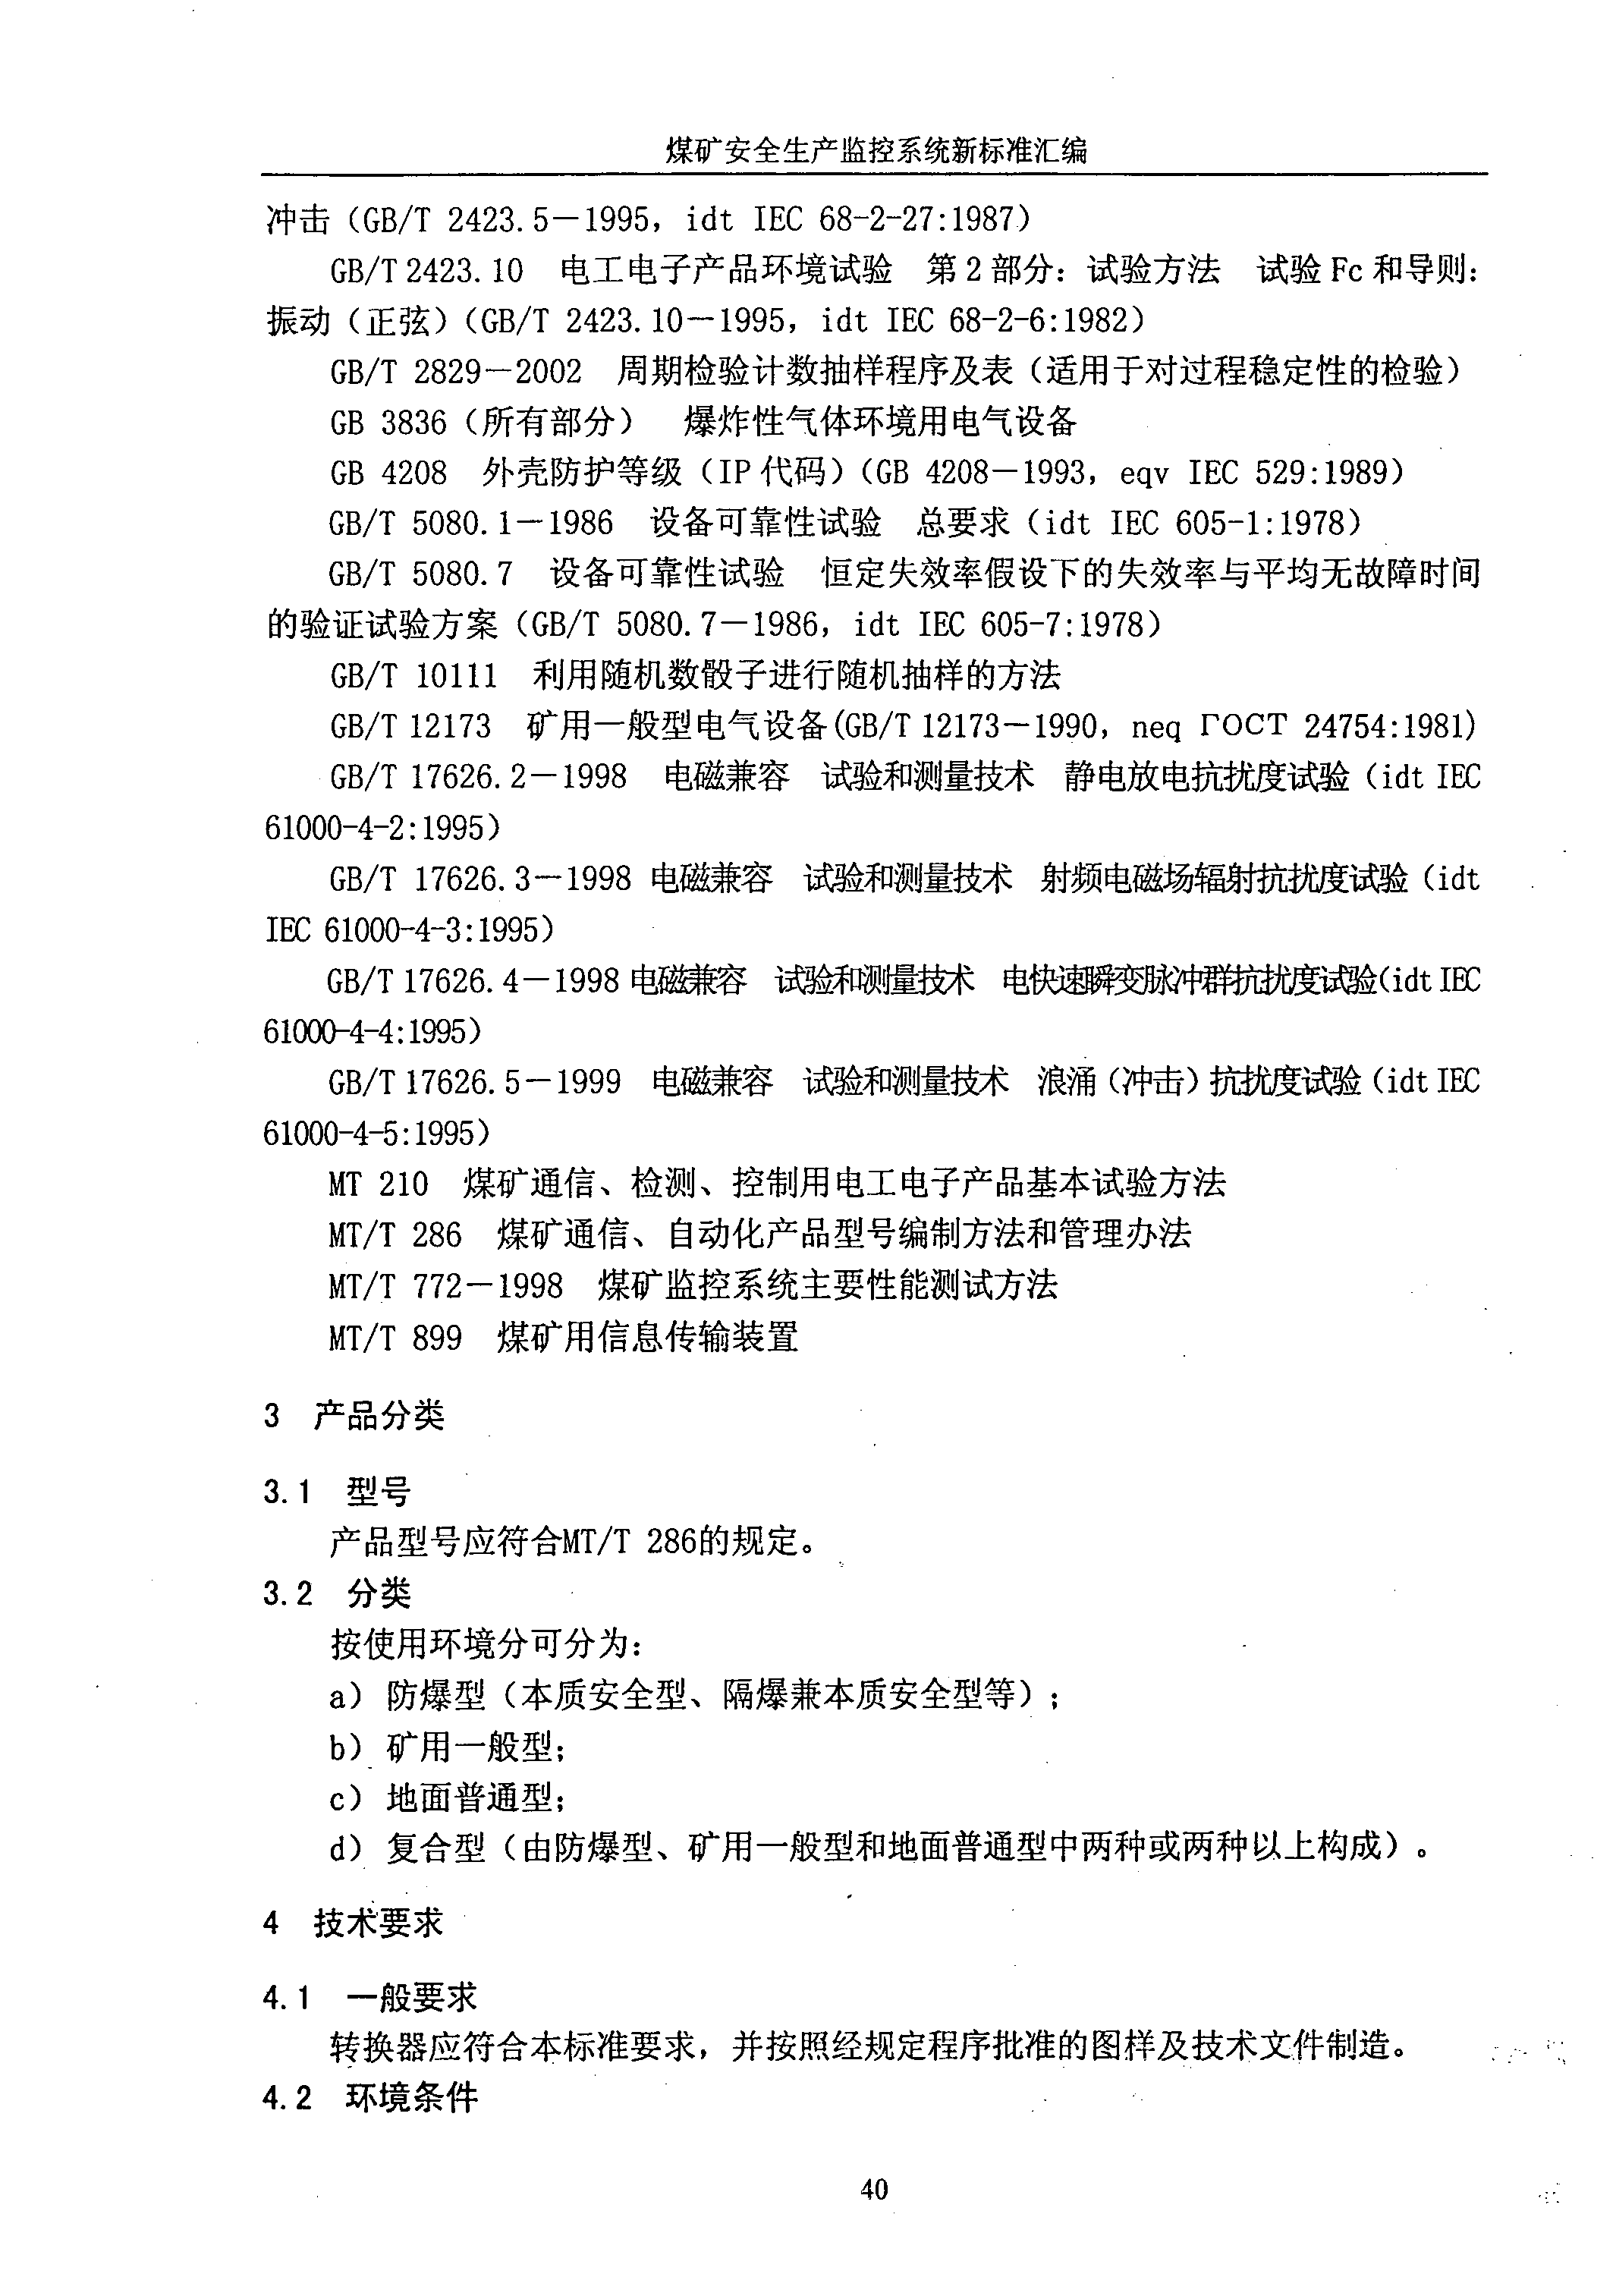 煤矿安全生产监控系统新标准汇编
冲击（GB/T 2423.5－1995，idt IEC 68-2-27:1987）
GB/T 2423.10　电工电子产品环境试验　第 2 部分：试验方法　试验 Fc 和导则：
振动（正弦）（GB/T 2423.10－1995，idt IEC 68-2-6:1982）
GB/T 2829－2002　周期检验计数抽样程序及表（适用于对过程稳定性的检验）
GB 3836（所有部分）　爆炸性气体环境用电气设备
GB 4208　外壳防护等级（IP 代码）（GB 4208－1993，eqv IEC 529:1989）
GB/T 5080.1－1986　设备可靠性试验　总要求（idt IEC 605-1:1978）
GB/T 5080.7　设备可靠性试验　恒定失效率假设下的失效率与平均无故障时间
的验证试验方案（GB/T 5080.7－1986，idt IEC 605-7:1978）
GB/T 10111　利用随机数骰子进行随机抽样的方法
GB/T 12173　矿用一般型电气设备(GB/T 12173－1990，neq ГОСТ 24754:1981)
GB/T 17626.2－1998　电磁兼容　试验和测量技术　静电放电抗扰度试验（idt IEC
61000-4-2:1995）
GB/T 17626.3－1998 电磁兼容　试验和测量技术　射频电磁场辐射抗扰度试验（idt
IEC 61000-4-3:1995）
GB/T 17626.4－1998 电磁兼容　试验和测量技术　电快速瞬变脉冲群抗扰度试验(idt IEC
61000-4-4:1995）
GB/T 17626.5－1999　电磁兼容　试验和测量技术　浪涌（冲击）抗扰度试验（idt IEC
61000-4-5:1995）
MT 210　煤矿通信、检测、控制用电工电子产品基本试验方法
MT/T 286　煤矿通信、自动化产品型号编制方法和管理办法
MT/T 772－1998　煤矿监控系统主要性能测试方法
MT/T 899　煤矿用信息传输装置
3　产品分类
3.1　型号
产品型号应符合MT/T 286的规定。
3.2　分类
按使用环境分可分为：
a） 防爆型（本质安全型、隔爆兼本质安全型等）；
b） 矿用一般型；
c） 地面普通型；
d） 复合型（由防爆型、矿用一般型和地面普通型中两种或两种以上构成）。
4　技术要求
4.1　一般要求
转换器应符合本标准要求，并按照经规定程序批准的图样及技术文件制造。
4.2　环境条件
40